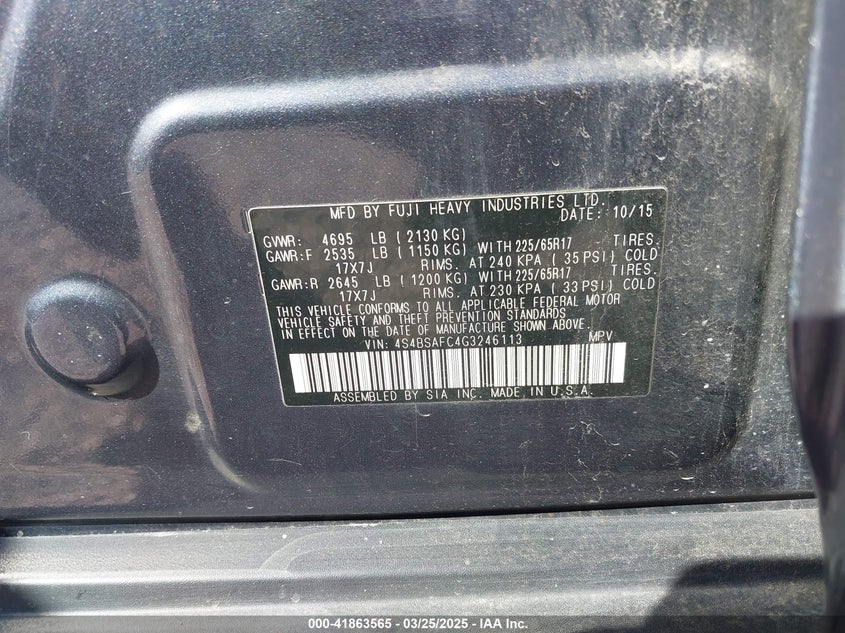 MFD BY FUJI HEAVY INDUSTRIES LTD.
DATE: 10/15
GVWR: 4695 LB ( 2130 KG)
GAWR:F 2535 LB ( 1150 KG) WITH 225/65R17 TIRES.
17X7J RIMS. AT 240 KPA ( 35 PSI) COLD
GAWR:R 2645 LB ( 1200 KG) WITH 225/65R17 TIRES.
17X7J RIMS. AT 230 KPA ( 33 PSI) COLD
THIS VEHICLE CONFORMS TO ALL APPLICABLE FEDERAL MOTOR
VEHICLE SAFETY AND THEFT PREVENTION STANDARDS
IN EFFECT ON THE DATE OF MANUFACTURE SHOWN ABOVE.
VIN: 4S4BSAFC4G3246113 MPV
ASSEMBLED BY SIA INC. MADE IN U.S.A.
000-41863565 — 03/25/2025 — IAA Inc.